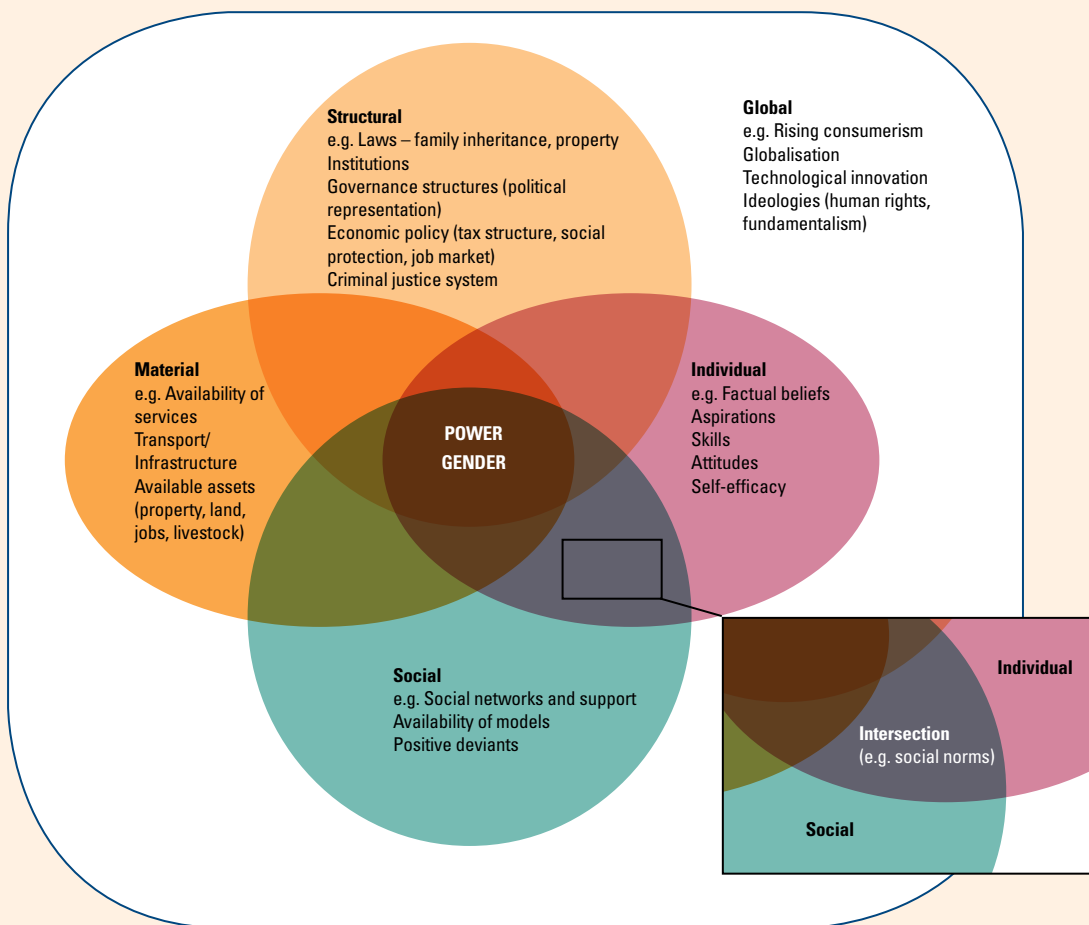 Structural
e.g. Laws – family inheritance, property
Institutions
Governance structures (political
representation)
Economic policy (tax structure, social
protection, job market)
Criminal justice system
Global
e.g. Rising consumerism
Globalisation
Technological innovation
Ideologies (human rights,
fundamentalism)
Material
e.g. Availability of
services
Transport/
Infrastructure
Available assets
(property, land,
jobs, livestock)
POWER
GENDER
Individual
e.g. Factual beliefs
Aspirations
Skills
Attitudes
Self-efficacy
Social
e.g. Social networks and support
Availability of models
Positive deviants
Individual
Intersection
(e.g. social norms)
Social